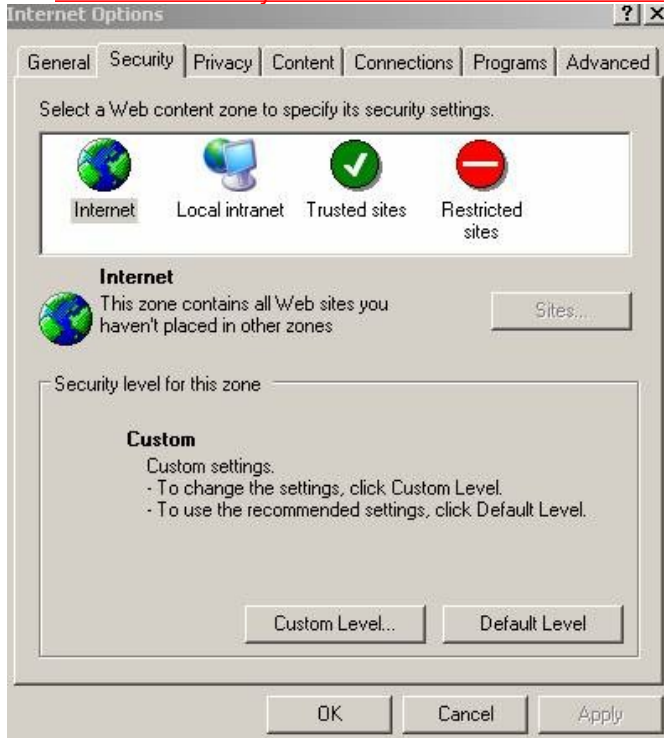 Internet Options
General Security Privacy Content Connections Programs Advanced
Select a Web content zone to specify its security settings.
Internet Local intranet Trusted sites Restricted sites
Internet
This zone contains all Web sites you
haven't placed in other zones
Sites...
Security level for this zone
Custom
Custom settings.
- To change the settings, click Custom Level.
- To use the recommended settings, click Default Level.
Custom Level... Default Level
OK Cancel Apply